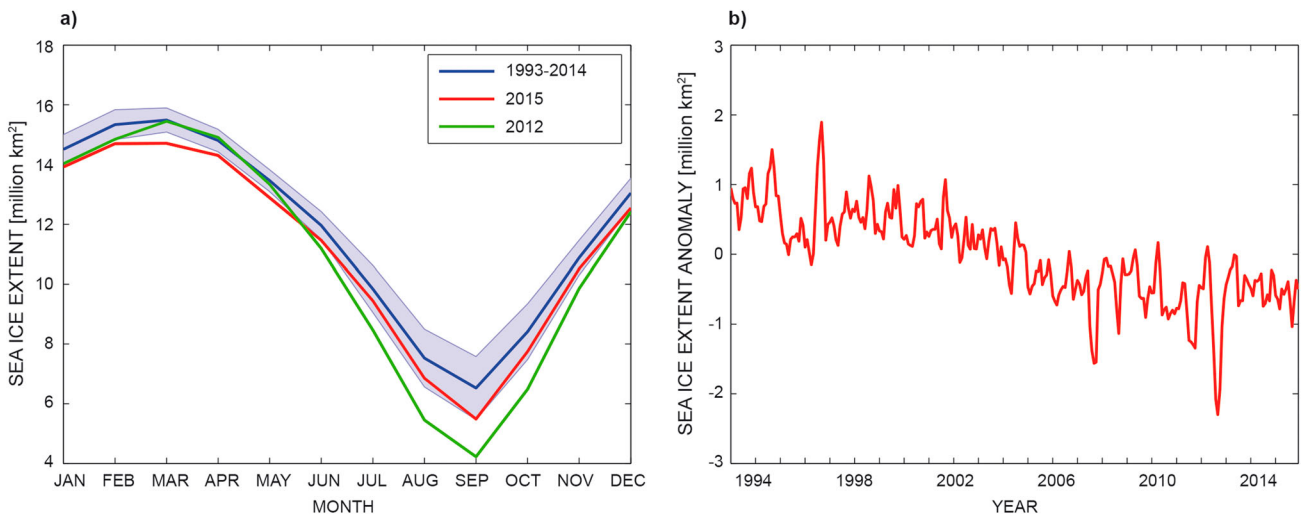 a)
SEA ICE EXTENT [million km²]
18
16
14
12
10
8
6
4
1993-2014
2015
2012
JAN FEB MAR APR MAY JUN JUL AUG SEP OCT NOV DEC
MONTH
b)
SEA ICE EXTENT ANOMALY [million km²]
3
2
1
0
-1
-2
-3
1994 1998 2002 2006 2010 2014
YEAR